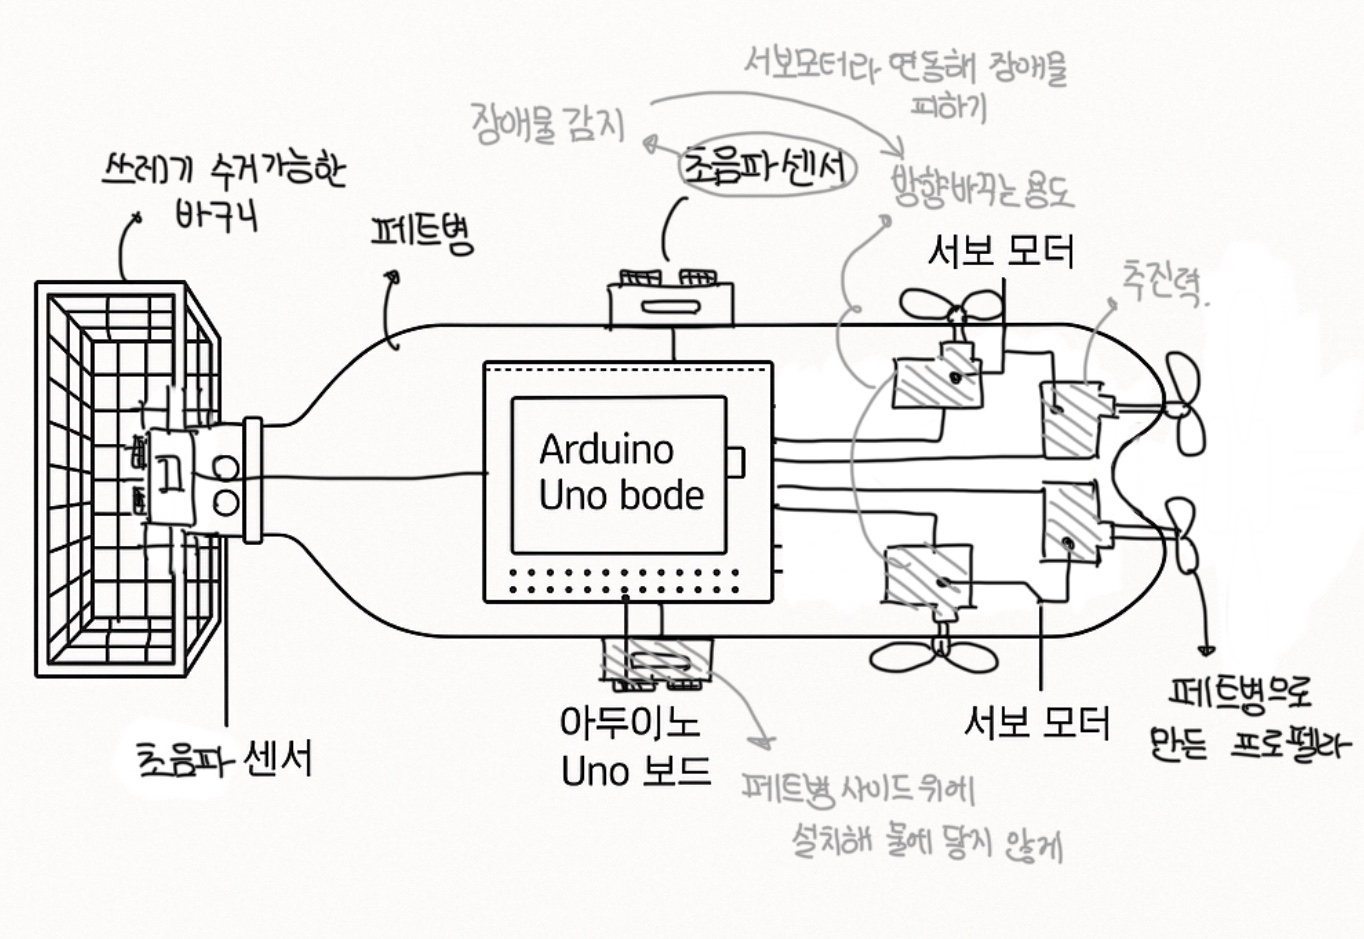 서보모터랑 연동해 장애물
피하기
장애물 감지
초음파센서
방향바꾸는 용도
쓰레기 수거가능한
바구니
페트병
서보 모더
추진력.
Arduino
Uno bode
페트병으로
만든 프로펠라
서보 모더
초음파 센서
아두이노
Uno 보드
페트병 사이드 위에
설치해 물에 닿지 않게